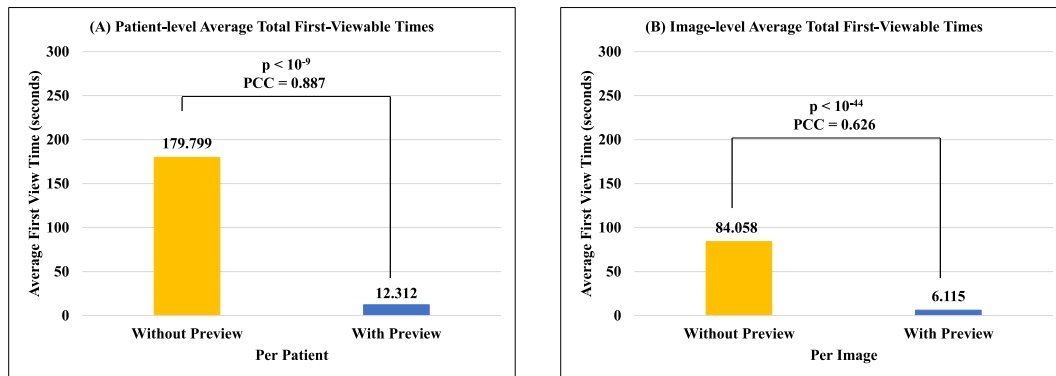 (A) Patient-level Average Total First-Viewable Times
300
250
200
150
100
50
0
Average First View Time (seconds)
p < 10⁻⁹
PCC = 0.887
179.799
12.312
Without Preview
With Preview
Per Patient
(B) Image-level Average Total First-Viewable Times
300
250
200
150
100
50
0
Average First View Time (seconds)
p < 10⁻⁴⁴
PCC = 0.626
84.058
6.115
Without Preview
With Preview
Per Image